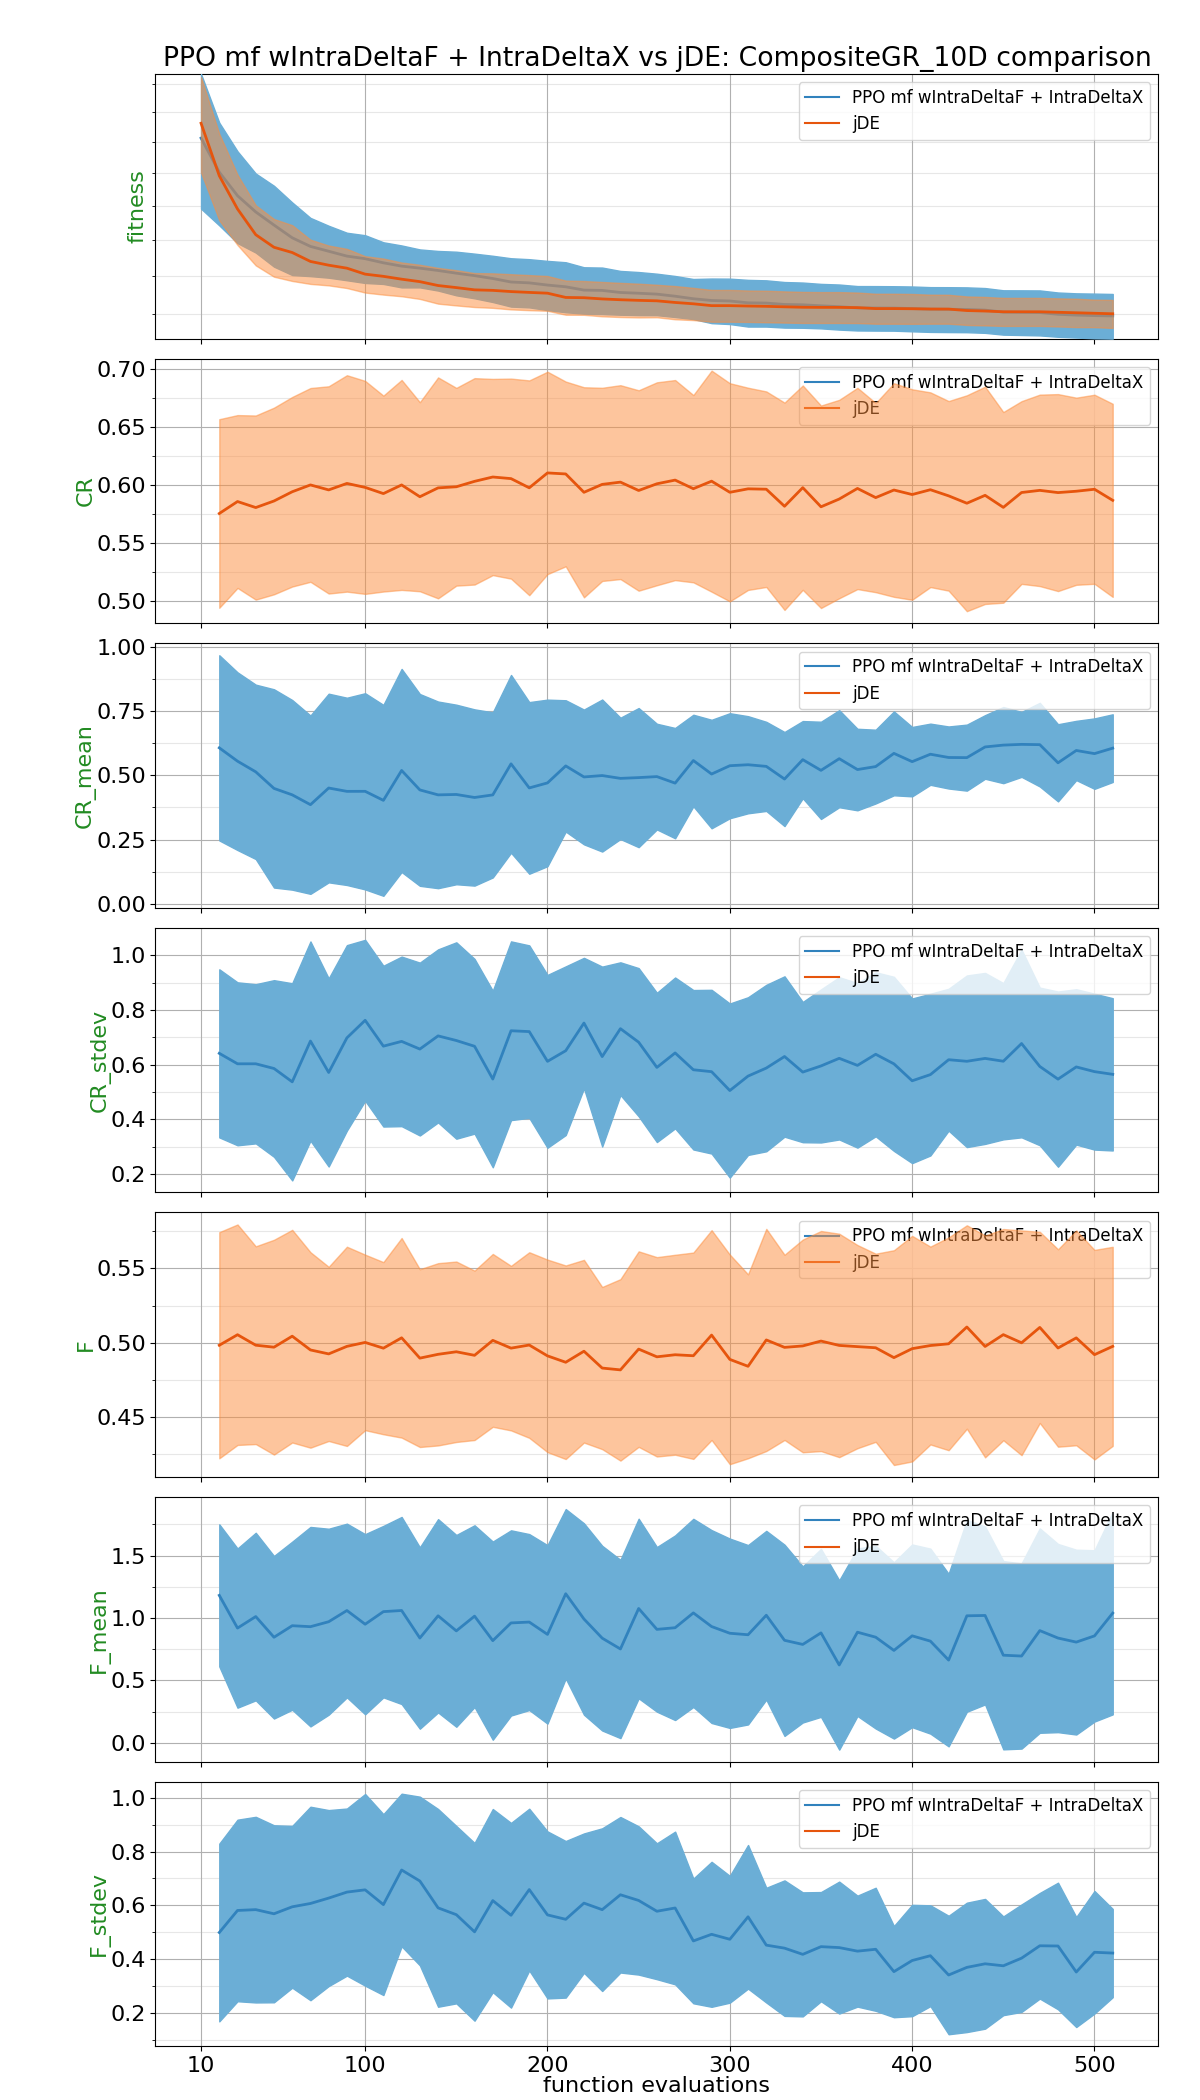 PPO mf wIntraDeltaF + IntraDeltaX vs jDE: CompositeGR_10D comparison
fitness
PPO mf wIntraDeltaF + IntraDeltaX
jDE
CR
0.70
0.65
0.60
0.55
0.50
PPO mf wIntraDeltaF + IntraDeltaX
jDE
CR_mean
1.00
0.75
0.50
0.25
0.00
PPO mf wIntraDeltaF + IntraDeltaX
jDE
CR_stdev
1.0
0.8
0.6
0.4
0.2
PPO mf wIntraDeltaF + IntraDeltaX
jDE
F
0.55
0.50
0.45
PPO mf wIntraDeltaF + IntraDeltaX
jDE
F_mean
1.5
1.0
0.5
0.0
PPO mf wIntraDeltaF + IntraDeltaX
jDE
F_stdev
1.0
0.8
0.6
0.4
0.2
PPO mf wIntraDeltaF + IntraDeltaX
jDE
10 100 200 300 400 500
function evaluations